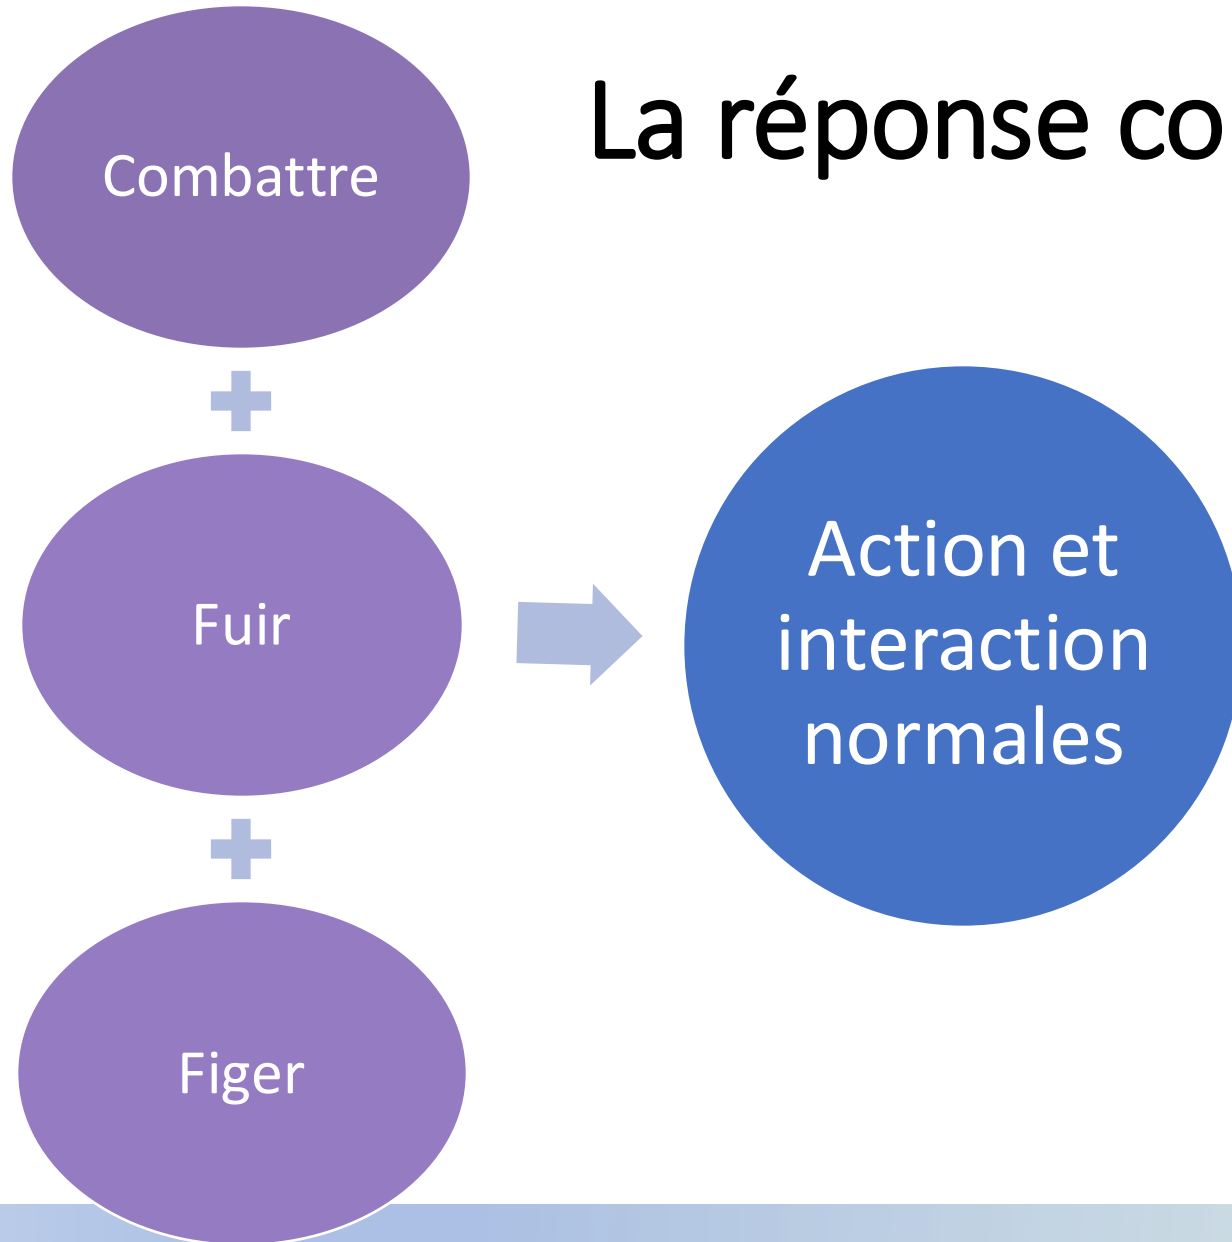 La réponse co
Combattre
Fuir
Figer
Action et
interaction
normales